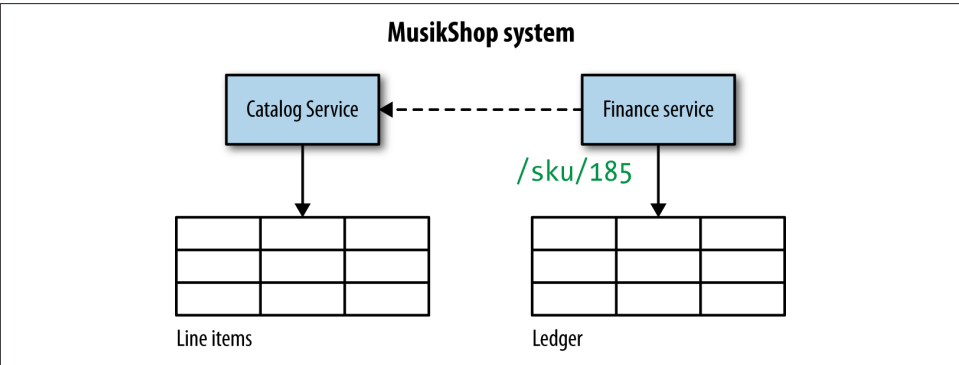 MusikShop system
Catalog Service
Finance service
/sku/185
Line items
Ledger